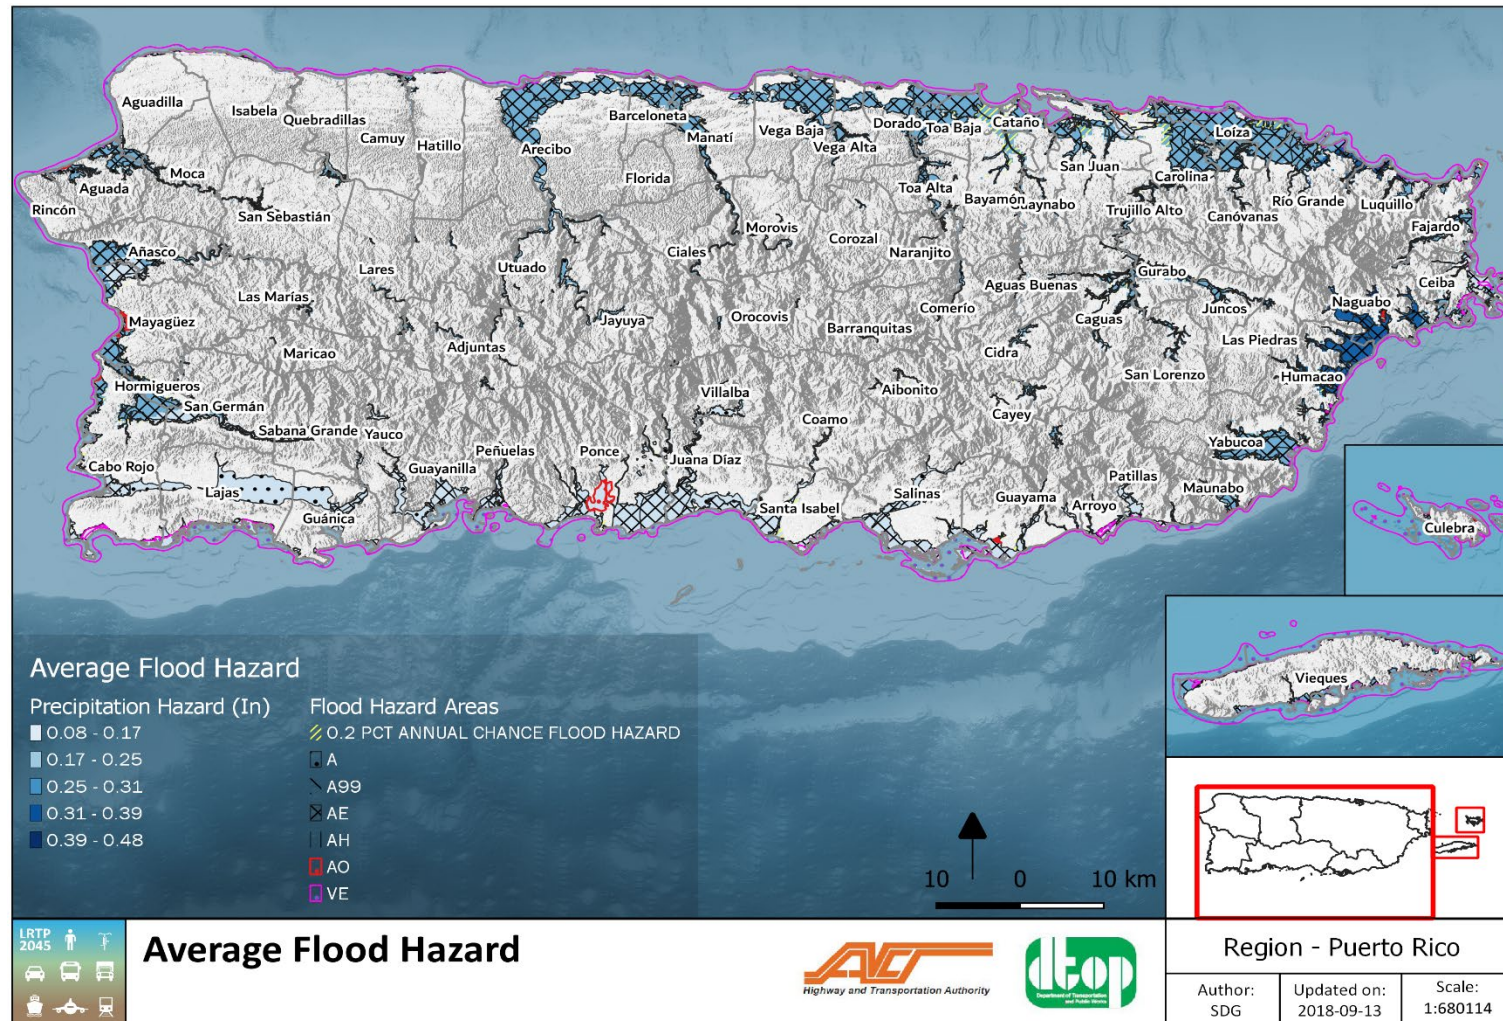 Aguadilla
Isabela
Quebradillas
Camuy
Hatillo
Arecibo
Barceloneta
Manatí
Florida
Vega Baja
Vega Alta
Dorado
Toa Baja
Cataño
San Juan
Loíza
Carolina
Toa Alta
Bayamón
Guaynabo
Trujillo Alto
Canóvanas
Río Grande
Luquillo
Fajardo
Moca
Aguada
Rincón
San Sebastián
Añasco
Lares
Utuado
Ciales
Morovis
Corozal
Naranjito
Aguas Buenas
Gurabo
Juncos
Ceiba
Naguabo
Las Marías
Mayagüez
Maricao
Adjuntas
Jayuya
Orocovis
Barranquitas
Comerío
Caguas
Cidra
Las Piedras
San Lorenzo
Humacao
Hormigueros
San Germán
Sabana Grande
Yauco
Villalba
Coamo
Aibonito
Cayey
Yabucoa
Cabo Rojo
Lajas
Guánica
Guayanilla
Peñuelas
Ponce
Juana Díaz
Santa Isabel
Salinas
Guayama
Arroyo
Patillas
Maunabo
Culebra
Vieques
Average Flood Hazard
Precipitation Hazard (In)
0.08 - 0.17
0.17 - 0.25
0.25 - 0.31
0.31 - 0.39
0.39 - 0.48
Flood Hazard Areas
0.2 PCT ANNUAL CHANCE FLOOD HAZARD
A
A99
AE
AH
AO
VE
10 0 10 km
LRTP
2045
Average Flood Hazard
ACT
Highway and Transportation Authority
dtop
Department of Transportation
and Public Works
Region - Puerto Rico
Author:
SDG
Updated on:
2018-09-13
Scale:
1:680114